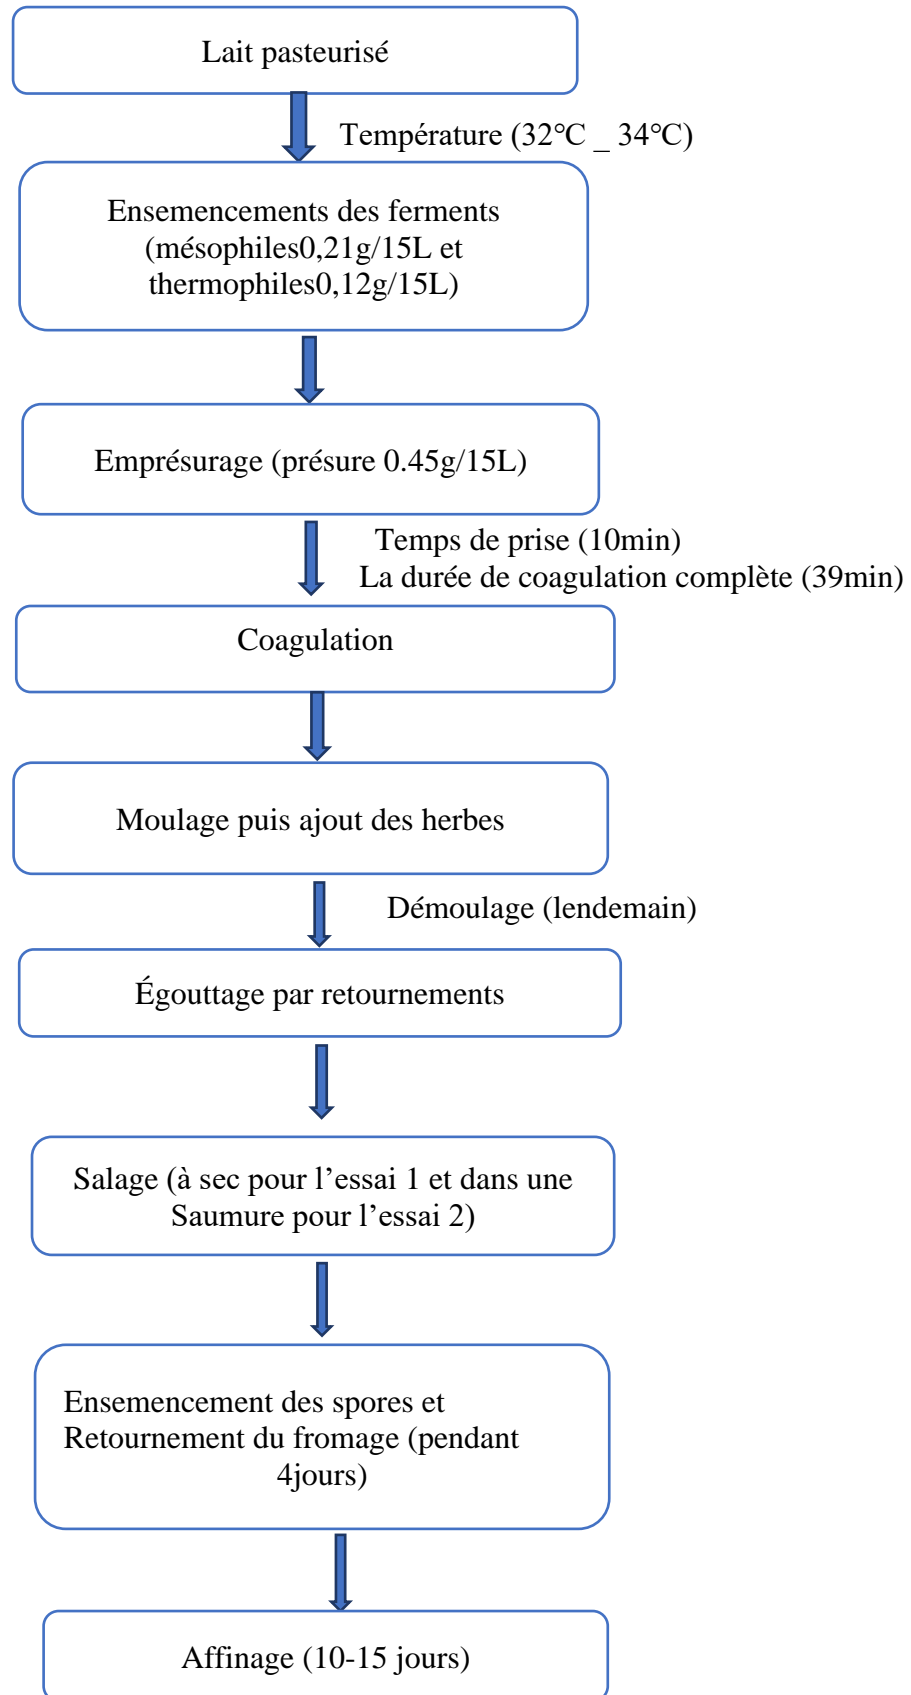 Lait pasteurisé
Température (32°C _ 34°C)
Ensemencements des ferments
(mésophiles0,21g/15L et
thermophiles0,12g/15L)
Emprésurage (présure 0.45g/15L)
Temps de prise (10min)
La durée de coagulation complète (39min)
Coagulation
Moulage puis ajout des herbes
Démoulage (lendemain)
Égouttage par retournements
Salage (à sec pour l’essai 1 et dans une
Saumure pour l’essai 2)
Ensemencement des spores et
Retournement du fromage (pendant
4jours)
Affinage (10-15 jours)